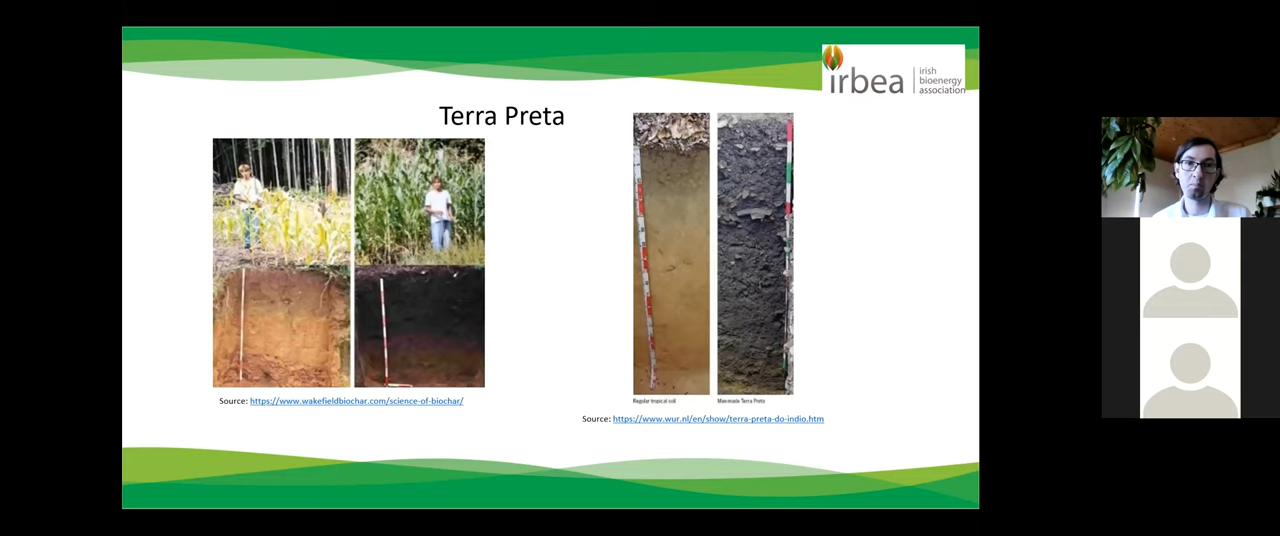 irbea
irish
bioenergy
association
Terra Preta
Source: https://www.wakefieldbiochar.com/science-of-biochar/
Regular tropical soil
Man-made Terra Preta
Source: https://www.wur.nl/en/show/terra-preta-do-indio.htm